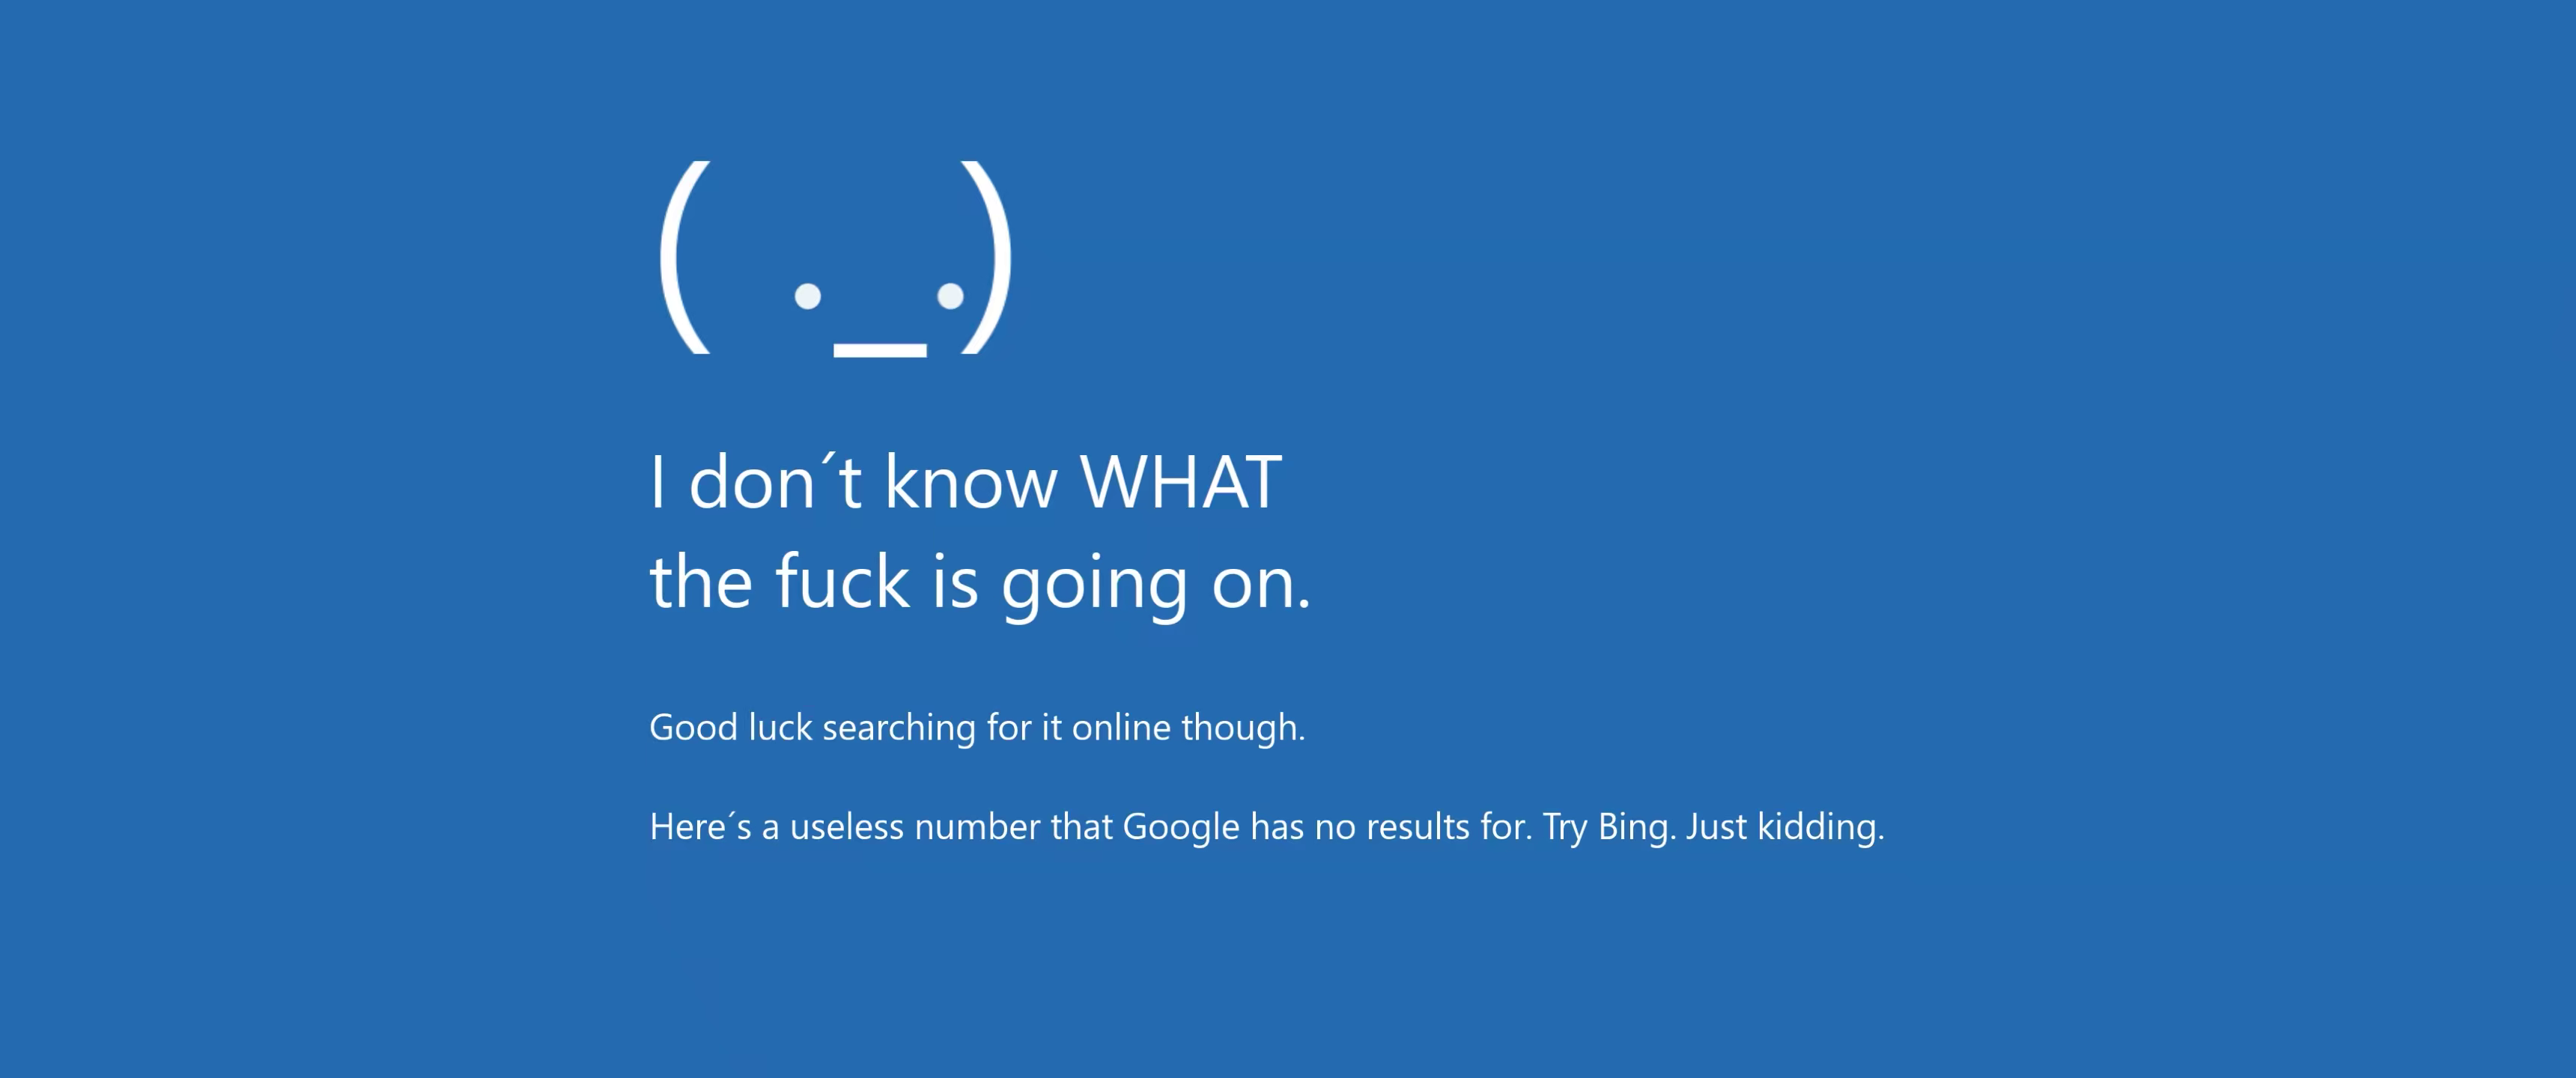 ( ._.)
I don´t know WHAT
the fuck is going on.
Good luck searching for it online though.
Here´s a useless number that Google has no results for. Try Bing. Just kidding.